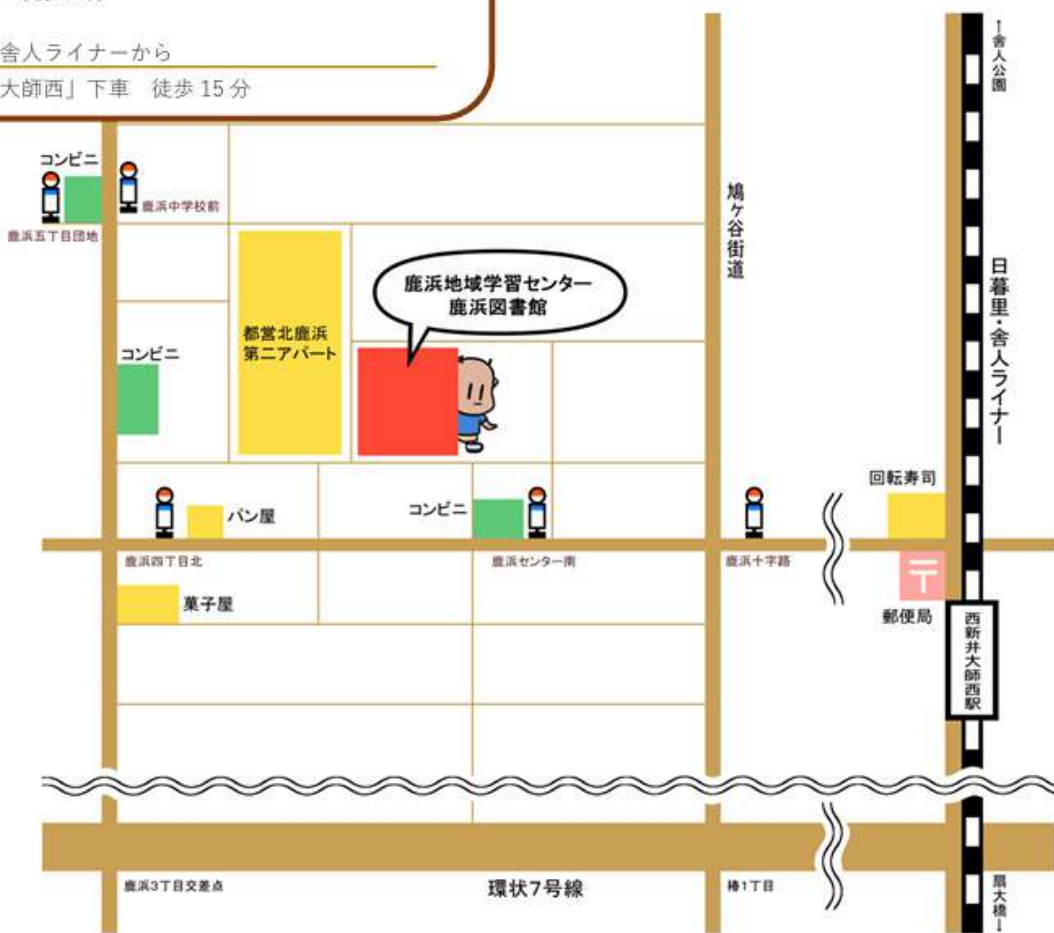 舎人ライナーから
大師西」下車　徒歩 15 分
↑舎人公園
コンビニ
鹿浜中学校前
鹿浜五丁目団地
鳩ヶ谷街道
鹿浜地域学習センター
鹿浜図書館
日暮里・舎人ライナー
都営北鹿浜
第二アパート
コンビニ
回転寿司
パン屋
コンビニ
鹿浜四丁目北
鹿浜センター南
鹿浜十字路
〒
菓子屋
郵便局
西新井大師西駅
鹿浜3丁目交差点
環状7号線
椿1丁目
扇大橋↓